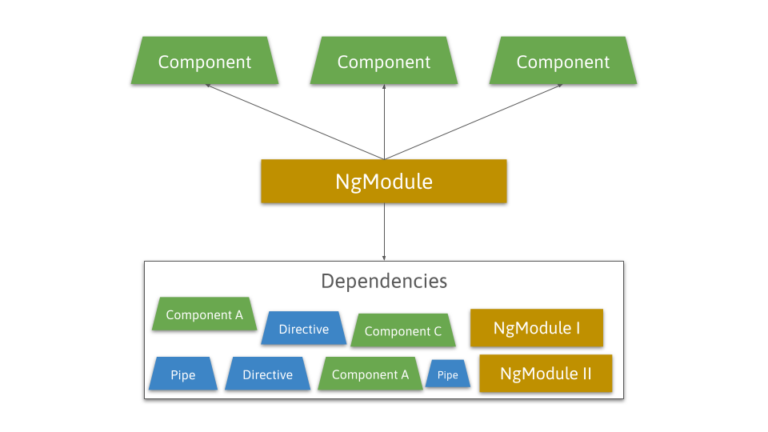 Component
Component
Component
NgModule
Dependencies
Component A
Directive
Component C
NgModule I
Pipe
Directive
Component A
Pipe
NgModule II